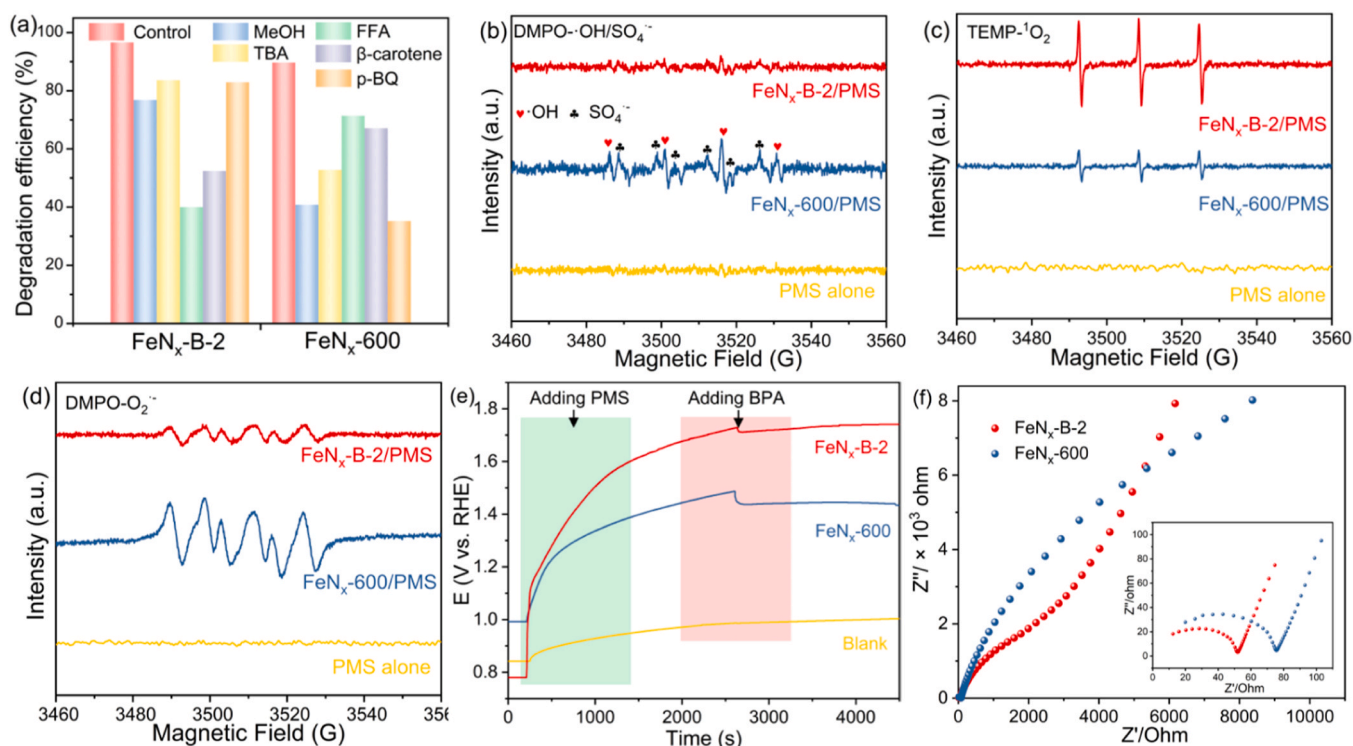 (a)
Control
MeOH
FFA
TBA
β-carotene
p-BQ
Degradation efficiency (%)
100
80
60
40
20
0
FeNₓ-B-2
FeNₓ-600
(b)
DMPO-·OH/SO₄·⁻
FeNₓ-B-2/PMS
♥·OH ♣ SO₄·⁻
FeNₓ-600/PMS
PMS alone
Intensity (a.u.)
3460 3480 3500 3520 3540 3560
Magnetic Field (G)
(c)
TEMP-¹O₂
FeNₓ-B-2/PMS
FeNₓ-600/PMS
PMS alone
Intensity (a.u.)
3460 3480 3500 3520 3540 3560
Magnetic Field (G)
(d)
DMPO-O₂·⁻
FeNₓ-B-2/PMS
FeNₓ-600/PMS
PMS alone
Intensity (a.u.)
3460 3480 3500 3520 3540 356
Magnetic Field (G)
(e)
Adding PMS
Adding BPA
FeNₓ-B-2
FeNₓ-600
Blank
E (V vs. RHE)
1.8
1.6
1.4
1.2
1.0
0.8
0 1000 2000 3000 4000
Time (s)
(f)
FeNₓ-B-2
FeNₓ-600
Z''/ × 10³ ohm
8
6
4
2
0
0 2000 4000 6000 8000 10000
Z'/Ohm
Z''/ohm
100
80
60
40
20
0
0 20 40 60 80 100
Z'/Ohm